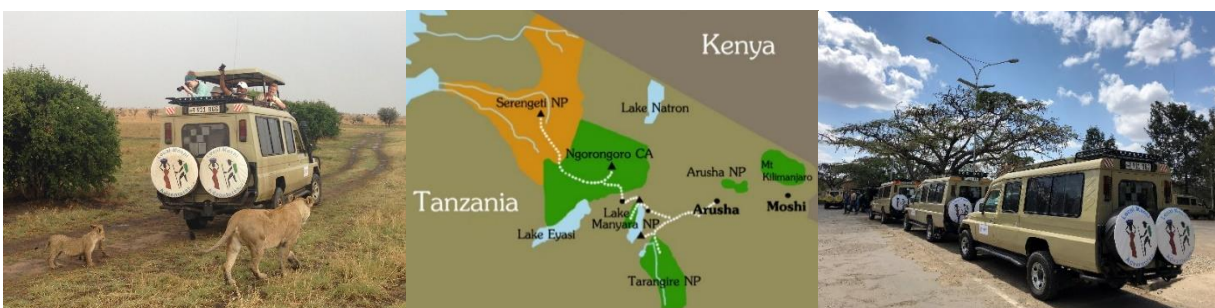 Kenya
Serengeti NP
Lake Natron
Ngorongoro CA
Arusha NP
Mt
Kilimanjaro
Tanzania
Lake
Manyara NP
Arusha
Moshi
Lake Eyasi
Tarangire NP